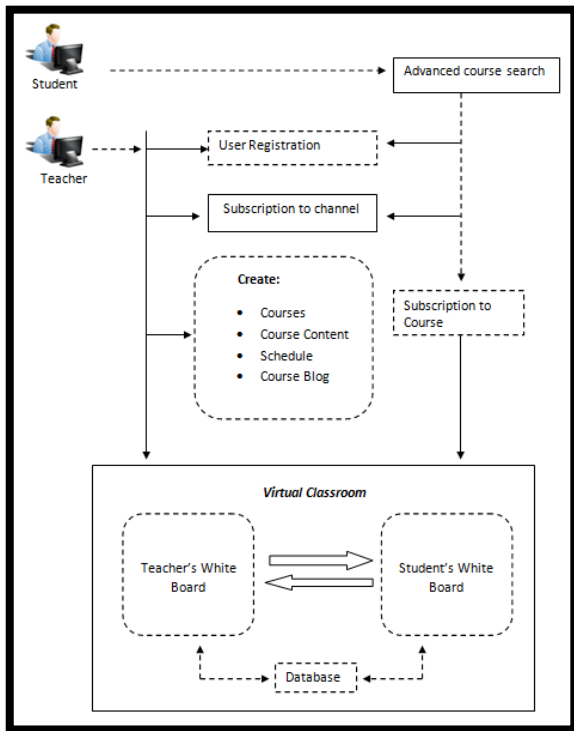 Student
Advanced course search
Teacher
User Registration
Subscription to channel
Create:
• Courses
• Course Content
• Schedule
• Course Blog
Subscription to
Course
Virtual Classroom
Teacher’s White
Board
Student’s White
Board
Database